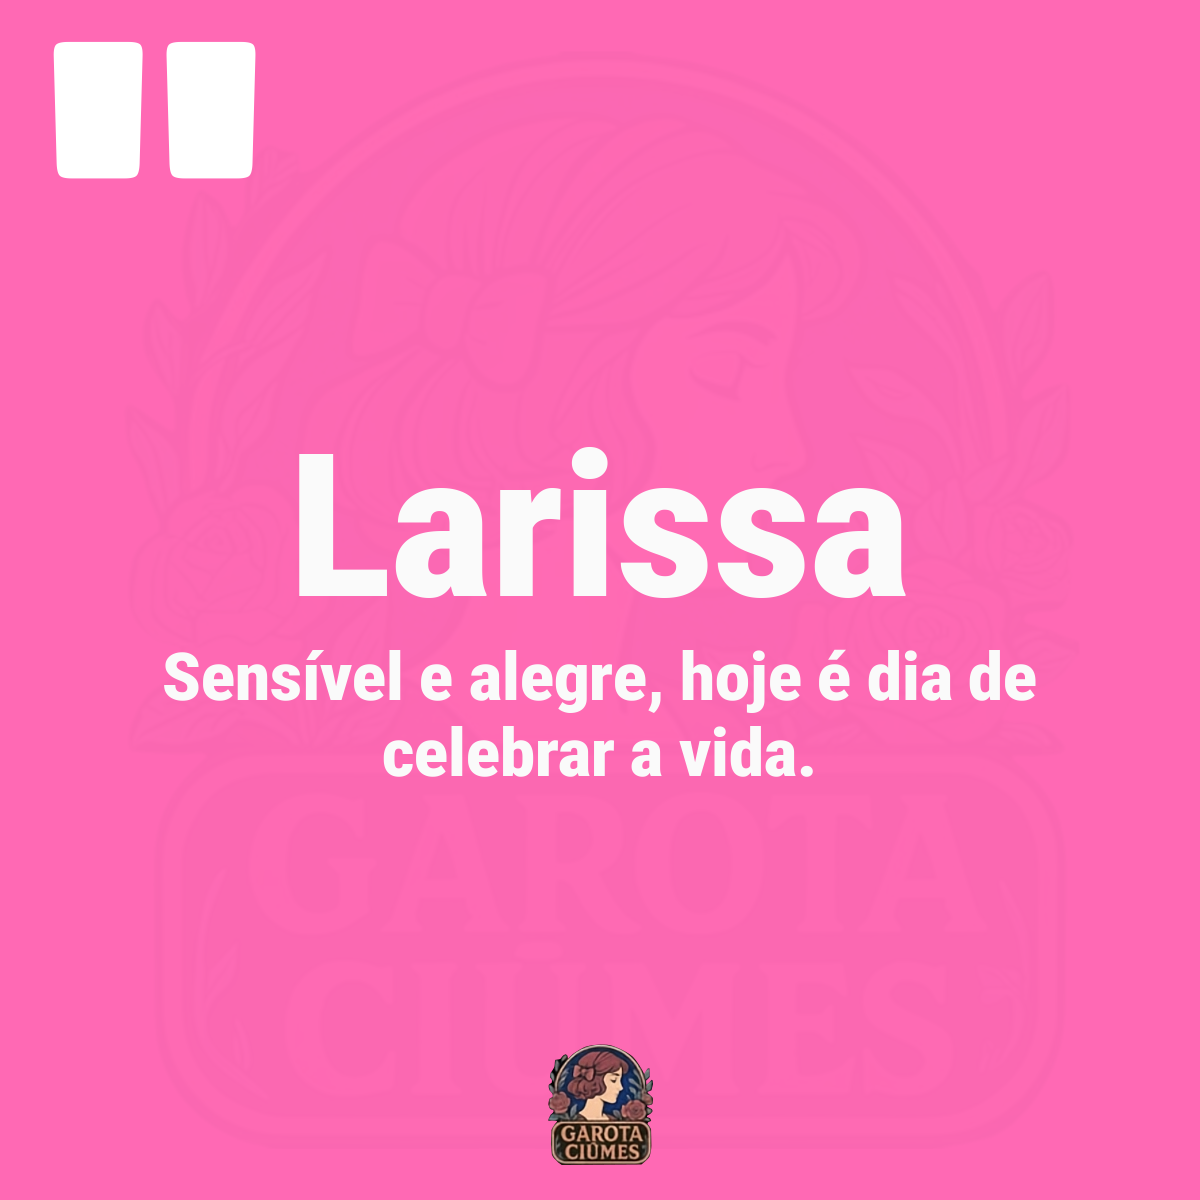 "
Larissa
Sensível e alegre, hoje é dia de
celebrar a vida.
GAROTA
CIÚMES
GAROTA
CIÚMES